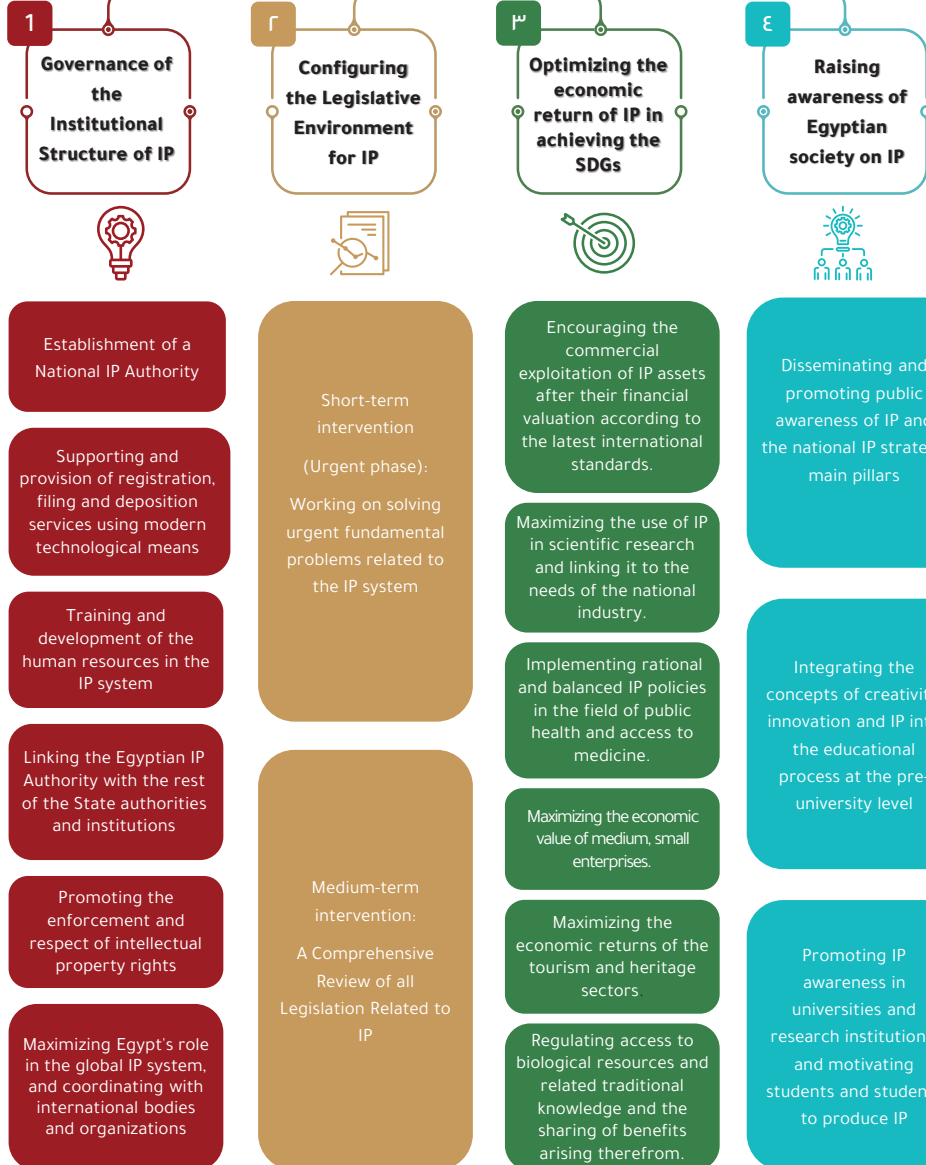 1
Governance of
the
Institutional
Structure of IP
Establishment of a
National IP Authority
Supporting and
provision of registration,
filing and deposition
services using modern
technological means
Training and
development of the
human resources in the
IP system
Linking the Egyptian IP
Authority with the rest
of the State authorities
and institutions
Promoting the
enforcement and
respect of intellectual
property rights
Maximizing Egypt's role
in the global IP system,
and coordinating with
international bodies
and organizations
٢
Configuring
the Legislative
Environment
for IP
Short-term
intervention
(Urgent phase):
Working on solving
urgent fundamental
problems related to
the IP system
Medium-term
intervention:
A Comprehensive
Review of all
Legislation Related to
IP
٣
Optimizing the
economic
return of IP in
achieving the
SDGs
Encouraging the
commercial
exploitation of IP assets
after their financial
valuation according to
the latest international
standards.
Maximizing the use of IP
in scientific research
and linking it to the
needs of the national
industry.
Implementing rational
and balanced IP policies
in the field of public
health and access to
medicine.
Maximizing the economic
value of medium, small
enterprises.
Maximizing the
economic returns of the
tourism and heritage
sectors.
Regulating access to
biological resources and
related traditional
knowledge and the
sharing of benefits
arising therefrom.
٤
Raising
awareness of
Egyptian
society on IP
Disseminating and
promoting public
awareness of IP and
the national IP strate
main pillars
Integrating the
concepts of creativit
innovation and IP int
the educational
process at the pre-
university level
Promoting IP
awareness in
universities and
research institution
and motivating
students and studen
to produce IP